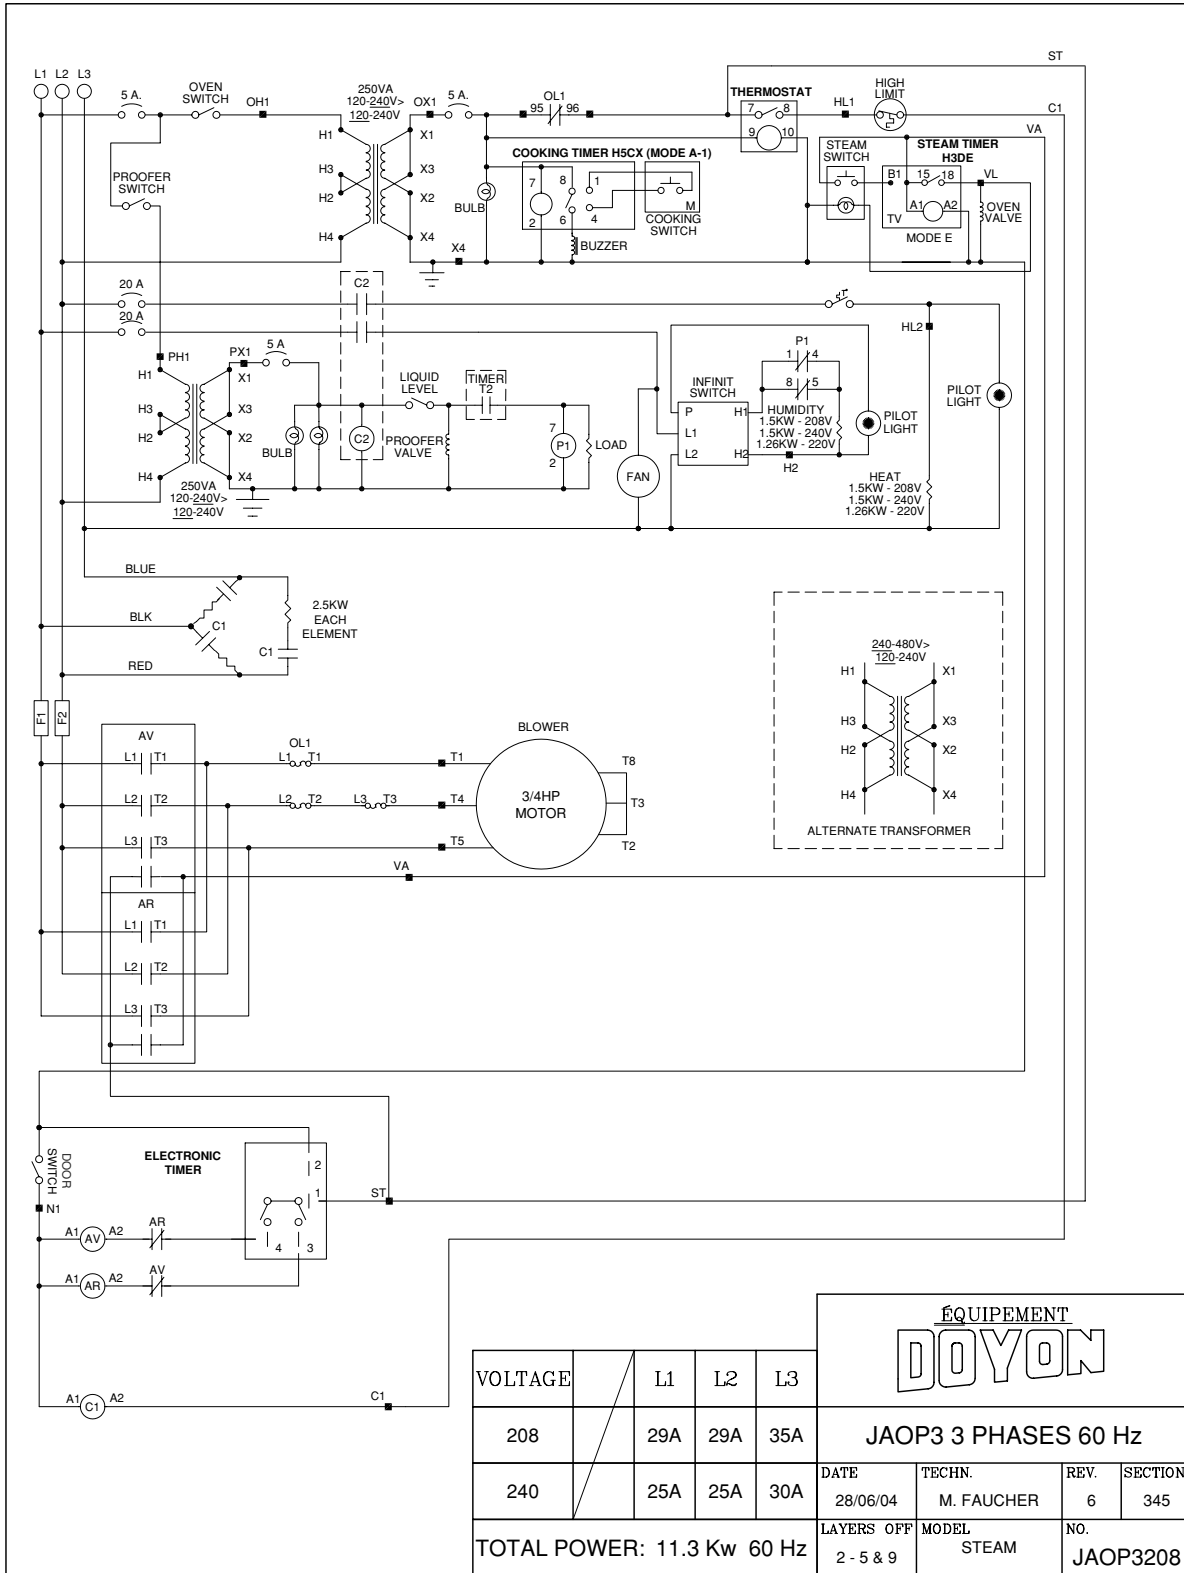 ST
L1 L2 L3
5 A.
OVEN
SWITCH
OH1
250VA
120-240V>
120-240V
OX1
5 A.
OL1
95 96
THERMOSTAT
7 8
9 10
HL1
HIGH
LIMIT
C1
VA
PROOFER
SWITCH
H1
H3
H2
H4
X1
X3
X2
X4
BULB
COOKING TIMER H5CX (MODE A-1)
7
2
8
6
1
4
M
COOKING
SWITCH
BUZZER
X4
STEAM
SWITCH
STEAM TIMER
H3DE
B1
15 18
VL
A1 A2
TV
MODE E
OVEN
VALVE
20 A
20 A
C2
HL2
PH1
H1
H3
H2
H4
PX1
X1
X3
X2
X4
5 A
250VA
120-240V>
120-240V
BULB
C2
LIQUID
LEVEL
PROOFER
VALVE
TIMER
T2
7
P1
2
LOAD
FAN
INFINIT
SWITCH
P
L1
L2
H1
H2
P1
1 4
8 5
HUMIDITY
1.5KW - 208V
1.5KW - 240V
1.26KW - 220V
H2
PILOT
LIGHT
PILOT
LIGHT
HEAT
1.5KW - 208V
1.5KW - 240V
1.26KW - 220V
BLUE
BLK
RED
C1
C1
2.5KW
EACH
ELEMENT
240-480V>
120-240V
H1
H3
H2
H4
X1
X3
X2
X4
ALTERNATE TRANSFORMER
F1
F2
AV
L1 T1
L2 T2
L3 T3
OL1
L1 T1
L2 T2
L3 T3
T1
T4
T5
BLOWER
3/4HP
MOTOR
T8
T3
T2
VA
AR
L1 T1
L2 T2
L3 T3
DOOR
SWITCH
N1
ELECTRONIC
TIMER
2
1
4
3
ST
A1 AV A2
AR
A1 AR A2
AV
A1 C1 A2
C1
VOLTAGE L1 L2 L3
208 29A 29A 35A
240 25A 25A 30A
TOTAL POWER: 11.3 Kw 60 Hz
ÉQUIPEMENT
DOYON
JAOP3 3 PHASES 60 Hz
DATE TECHN. REV. SECTION
28/06/04 M. FAUCHER 6 345
LAYERS OFF MODEL NO.
2 - 5 & 9 STEAM JAOP3208